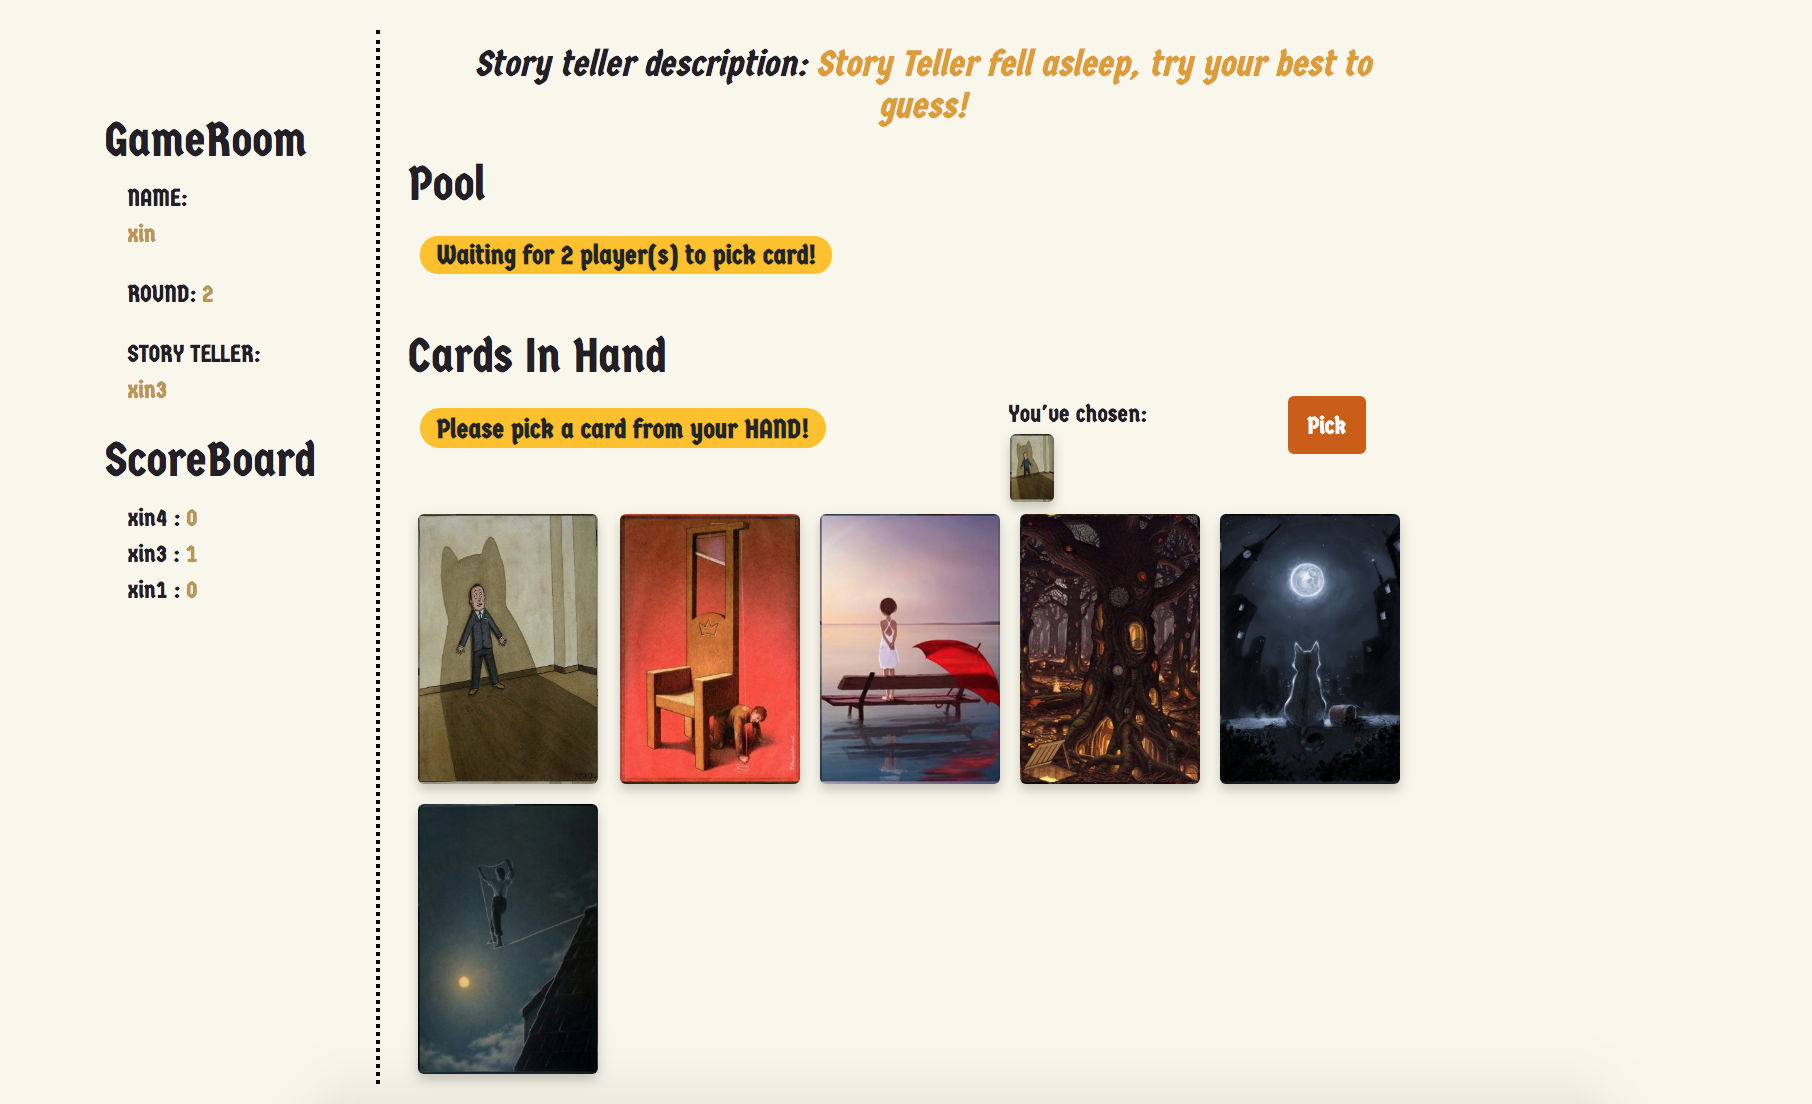 GameRoom
NAME:
xin
ROUND: 2
STORY TELLER:
xin3
ScoreBoard
xin4 : 0
xin3 : 1
xin1 : 0
Story teller description: Story Teller fell asleep, try your best to
guess!
Pool
Waiting for 2 player(s) to pick card!
Cards In Hand
Please pick a card from your HAND!
You've chosen:
Pick